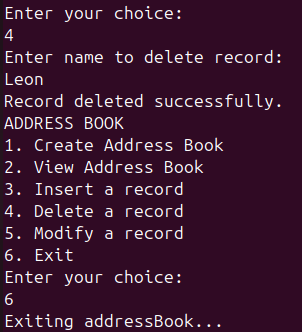 Enter your choice:
4
Enter name to delete record:
Leon
Record deleted successfully.
ADDRESS BOOK
1. Create Address Book
2. View Address Book
3. Insert a record
4. Delete a record
5. Modify a record
6. Exit
Enter your choice:
6
Exiting addressBook...